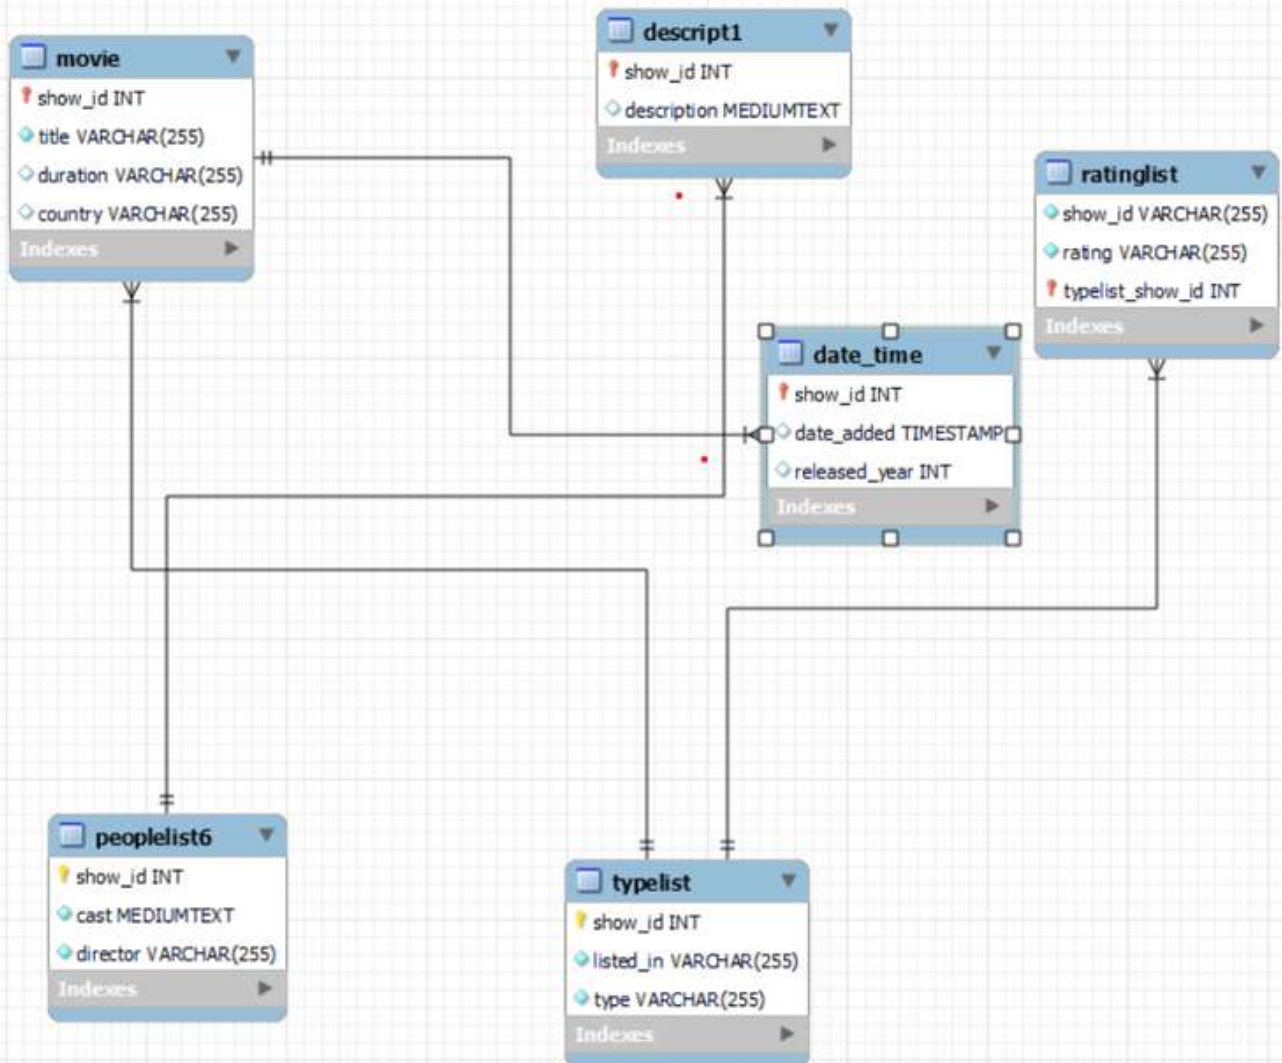 movie
show_id INT
title VARCHAR(255)
duration VARCHAR(255)
country VARCHAR(255)
Indexes
descript1
show_id INT
description MEDIUMTEXT
Indexes
ratinglist
show_id VARCHAR(255)
rating VARCHAR(255)
typelist_show_id INT
Indexes
date_time
show_id INT
date_added TIMESTAMP
released_year INT
Indexes
peoplelist6
show_id INT
cast MEDIUMTEXT
director VARCHAR(255)
Indexes
typelist
show_id INT
listed_in VARCHAR(255)
type VARCHAR(255)
Indexes